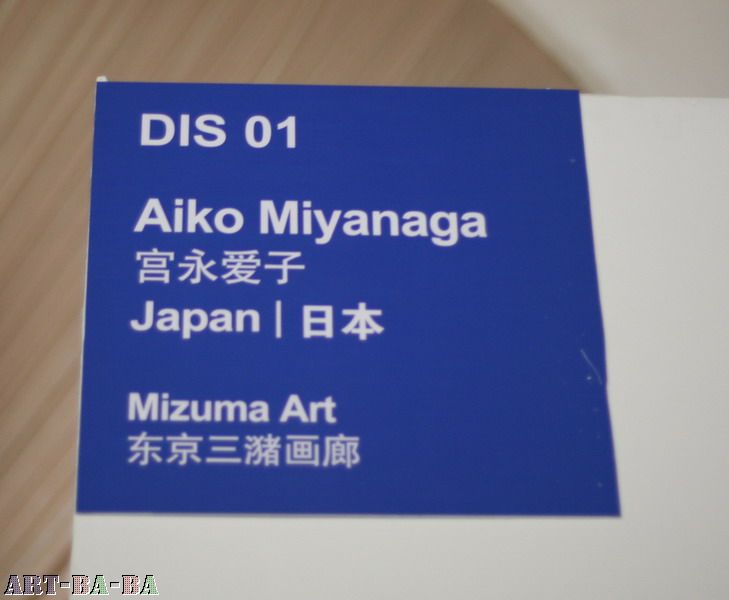 DIS 01
Aiko Miyanaga
宫永爱子
Japan | 日本
Mizuma Art
东京三潴画廊
ART-BA-BA